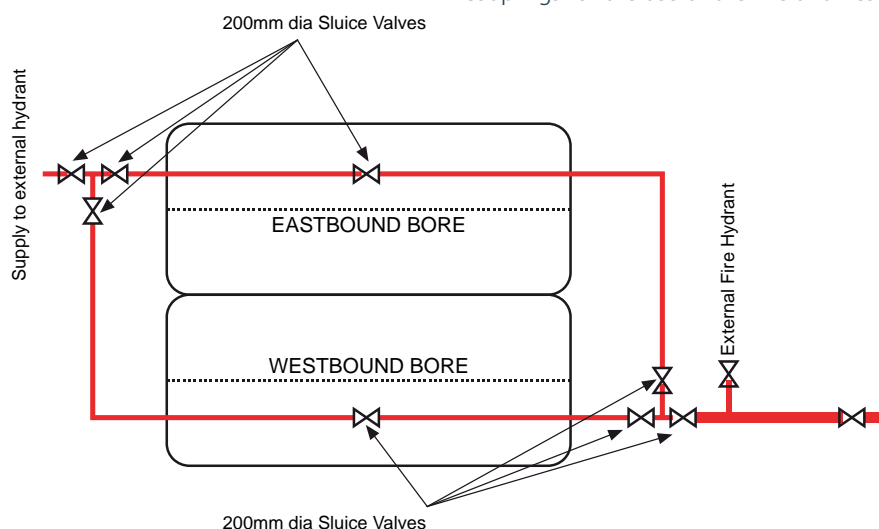 200mm dia Sluice Valves
Supply to external hydrant
EASTBOUND BORE
External Fire Hydrant
WESTBOUND BORE
200mm dia Sluice Valves